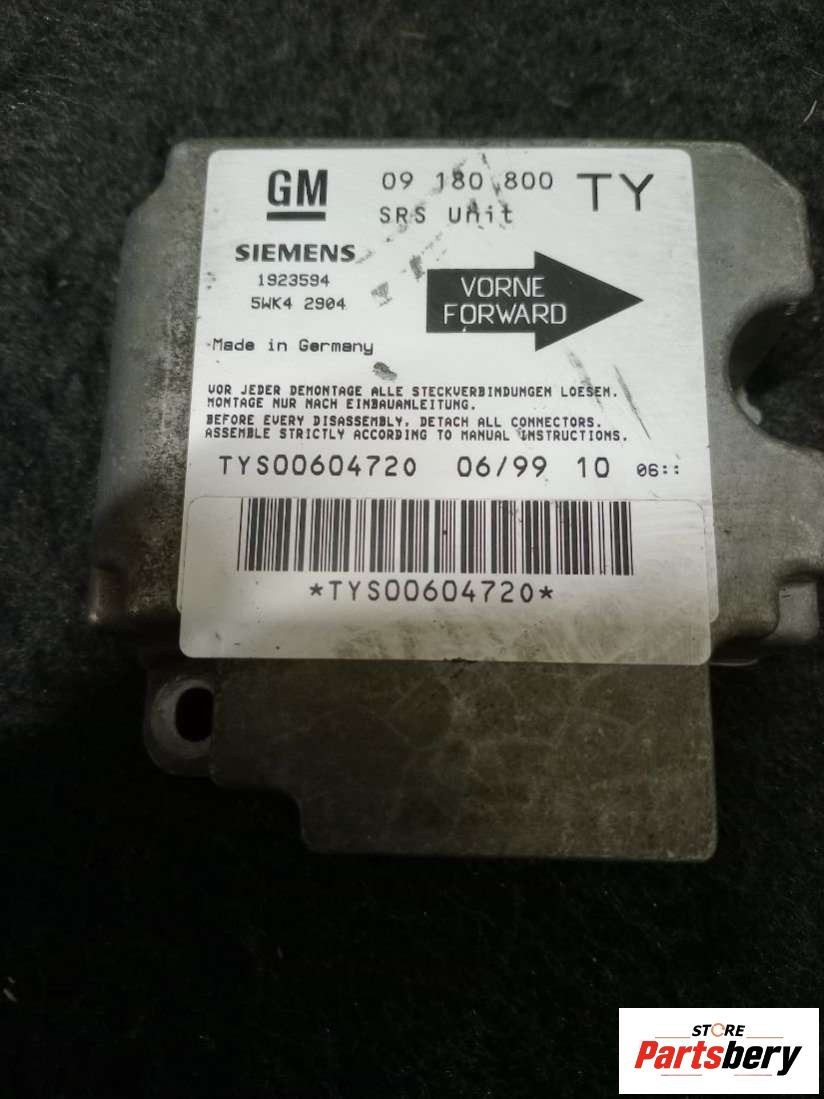 GM 09 180 800 TY
SRS Unit
SIEMENS
1923594
5WK4 2904
VORNE
FORWARD
Made in Germany
VOR JEDER DEMONTAGE ALLE STECKVERBINDUNGEN LOESEN.
MONTAGE NUR NACH EINBAUANLEITUNG.
BEFORE EVERY DISASSEMBLY, DETACH ALL CONNECTORS.
ASSEMBLE STRICTLY ACCORDING TO MANUAL INSTRUCTIONS.
TYS00604720 06/99 10 06::
*TYS00604720*
STORE
Partsbery